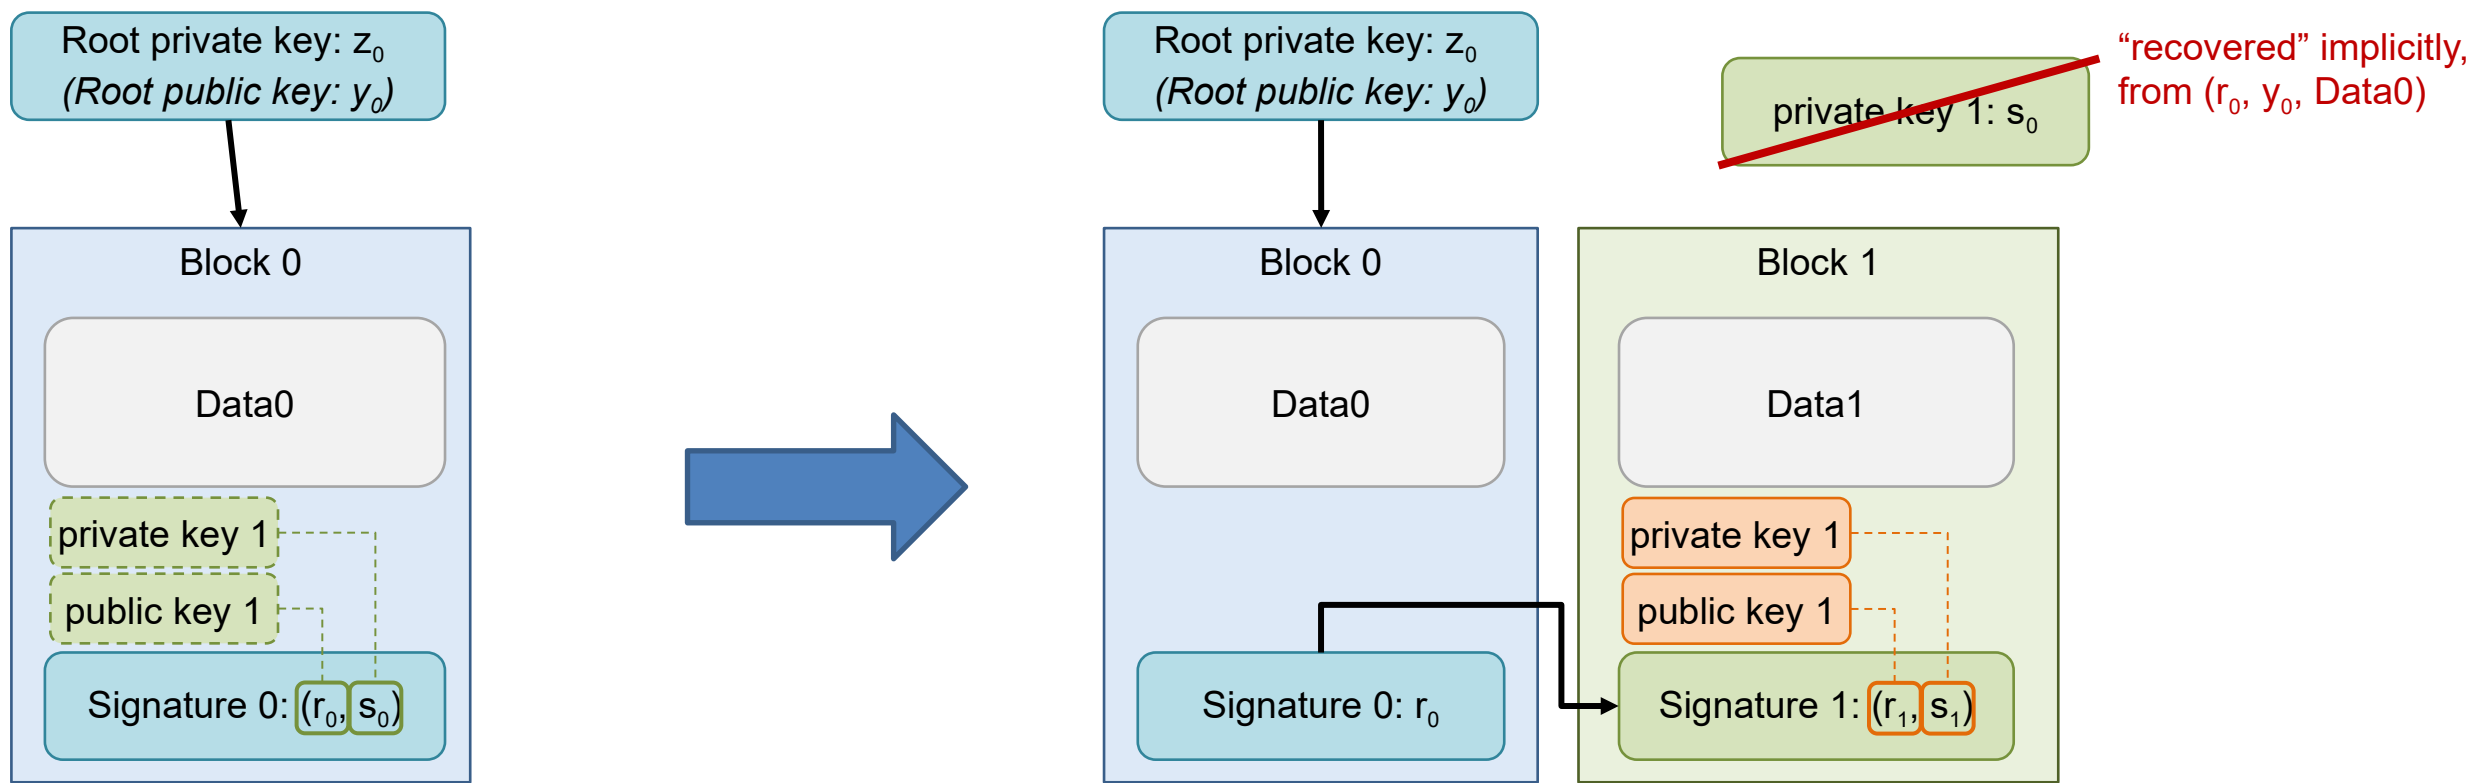 Root private key: z₀
(Root public key: y₀)
Block 0
Data0
private key 1
public key 1
Signature 0: (r₀, s₀)
Root private key: z₀
(Root public key: y₀)
Block 0
Data0
Signature 0: r₀
private key 1: s₀
“recovered” implicitly,
from (r₀, y₀, Data0)
Block 1
Data1
private key 1
public key 1
Signature 1: (r₁, s₁)